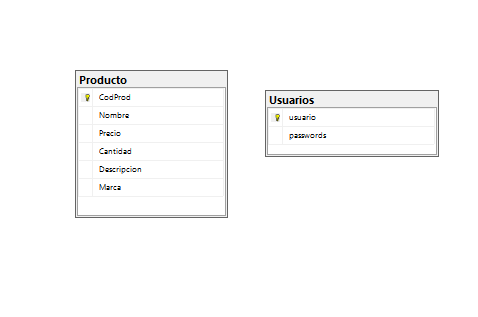 Producto
CodProd
Nombre
Precio
Cantidad
Descripcion
Marca
Usuarios
usuario
passwords